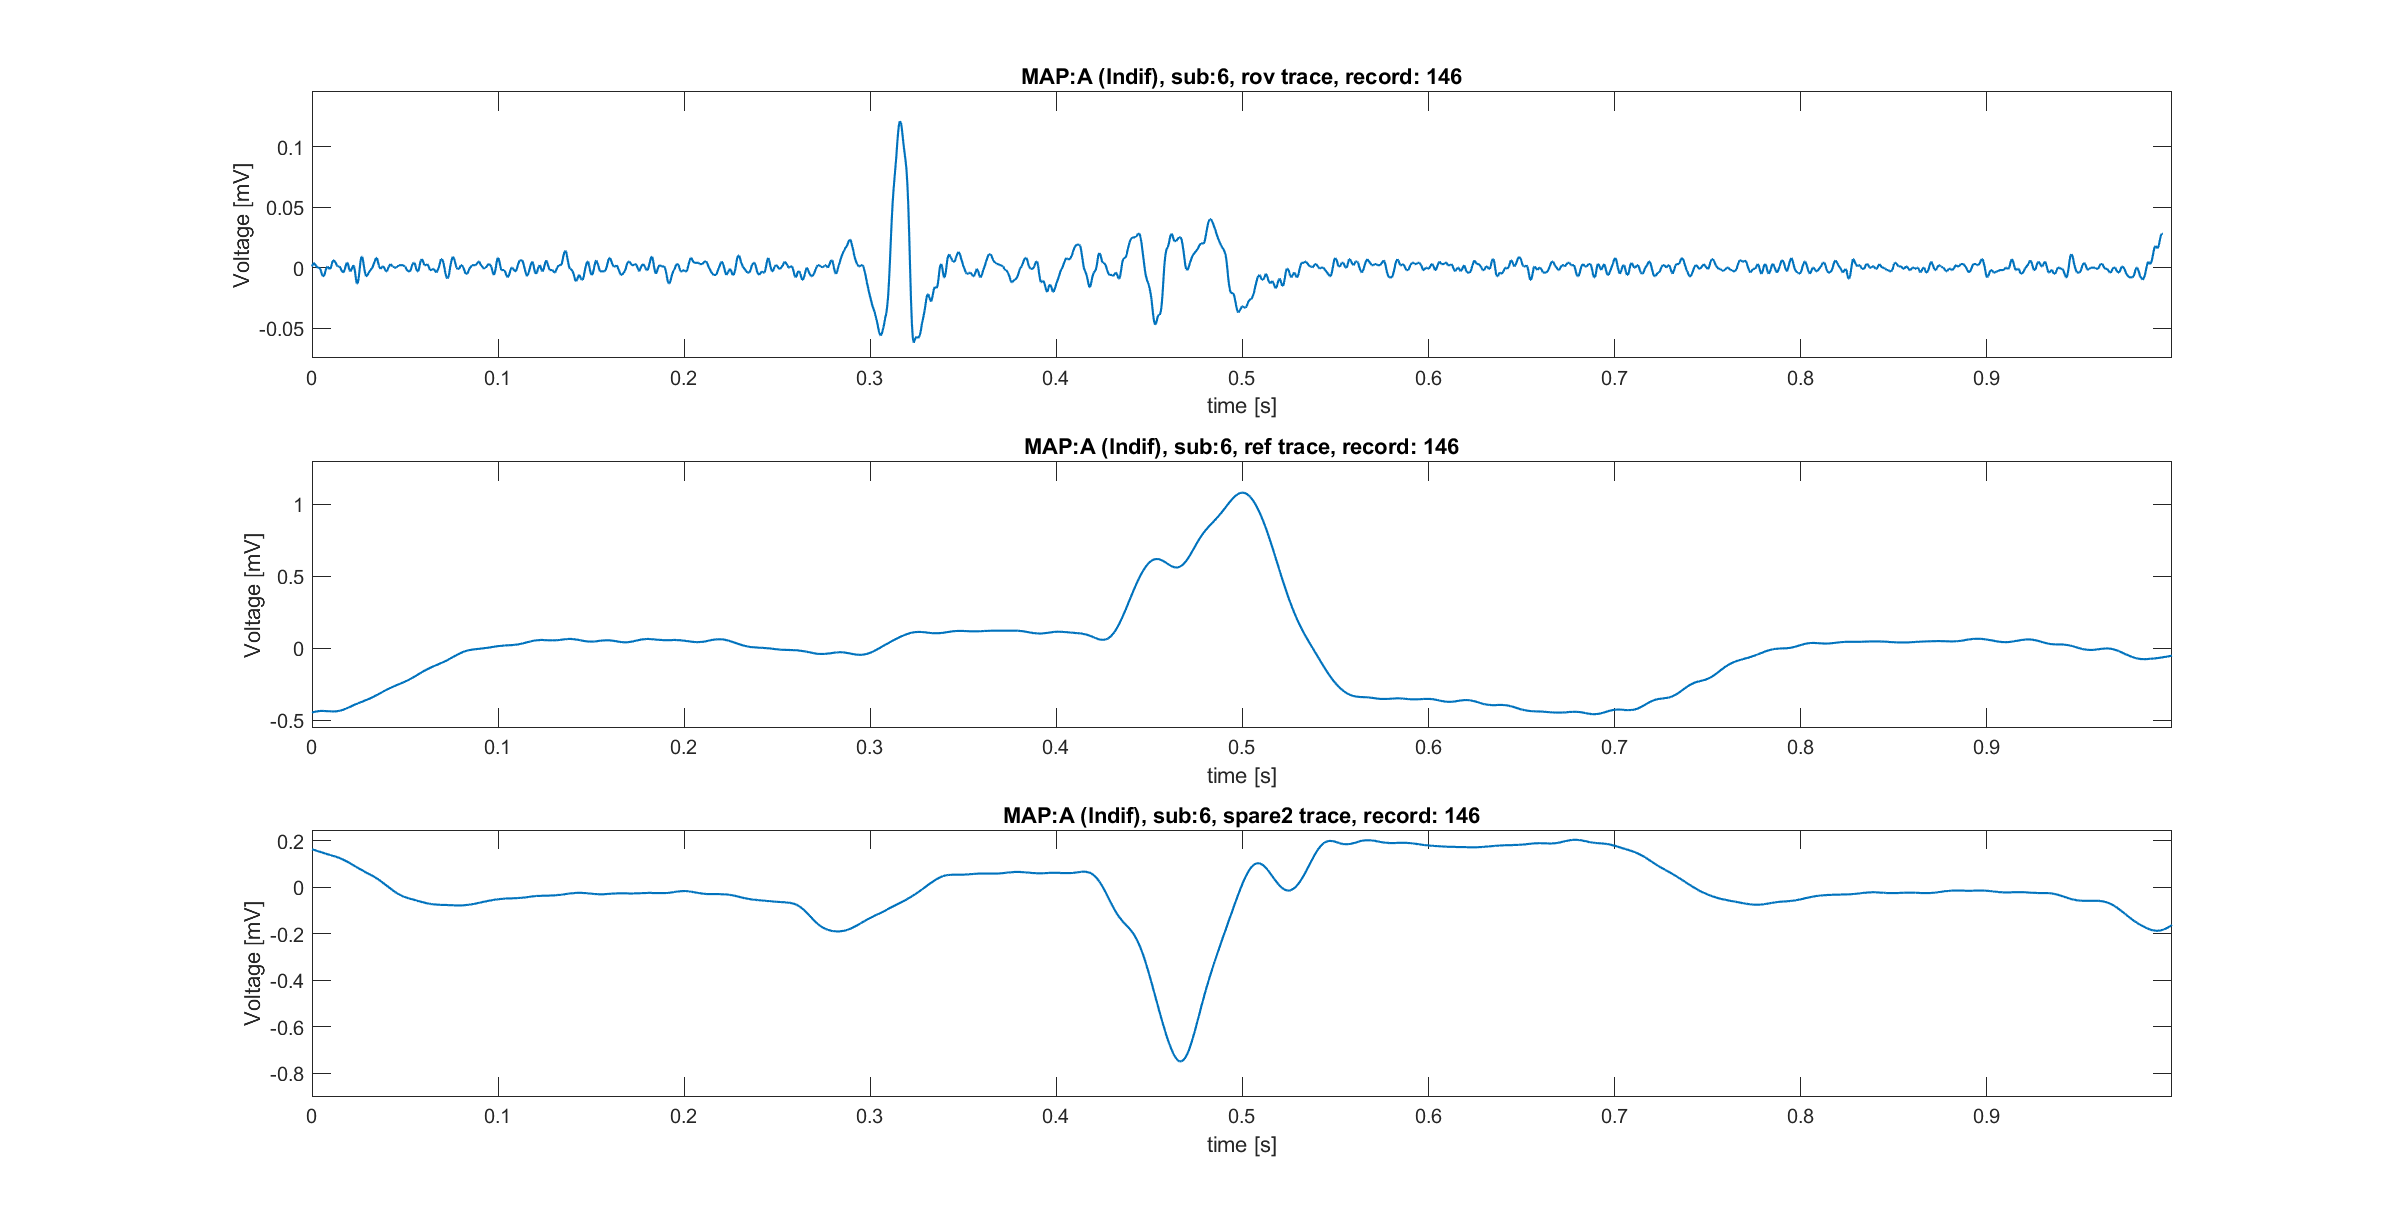 MAP:A (Indif), sub:6, rov trace, record: 146
Voltage [mV]
0.1
0.05
0
-0.05
0 0.1 0.2 0.3 0.4 0.5 0.6 0.7 0.8 0.9
time [s]
MAP:A (Indif), sub:6, ref trace, record: 146
Voltage [mV]
1
0.5
0
-0.5
0 0.1 0.2 0.3 0.4 0.5 0.6 0.7 0.8 0.9
time [s]
MAP:A (Indif), sub:6, spare2 trace, record: 146
Voltage [mV]
0.2
0
-0.2
-0.4
-0.6
-0.8
0 0.1 0.2 0.3 0.4 0.5 0.6 0.7 0.8 0.9
time [s]